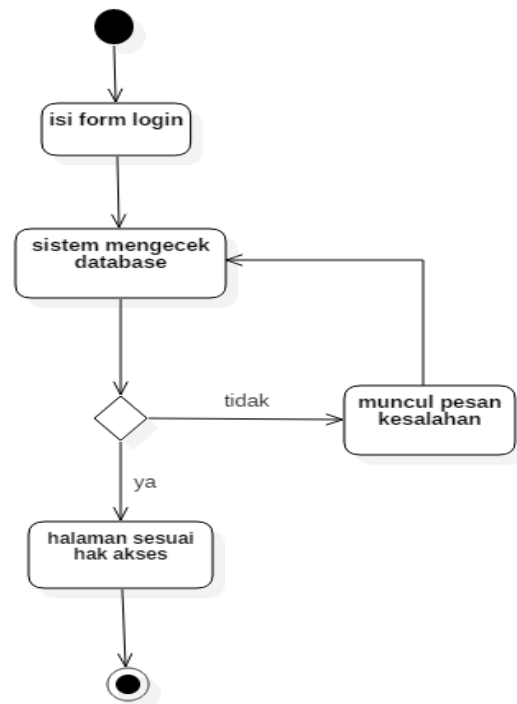 isi form login
sistem mengecek
database
tidak
muncul pesan
kesalahan
ya
halaman sesuai
hak akses